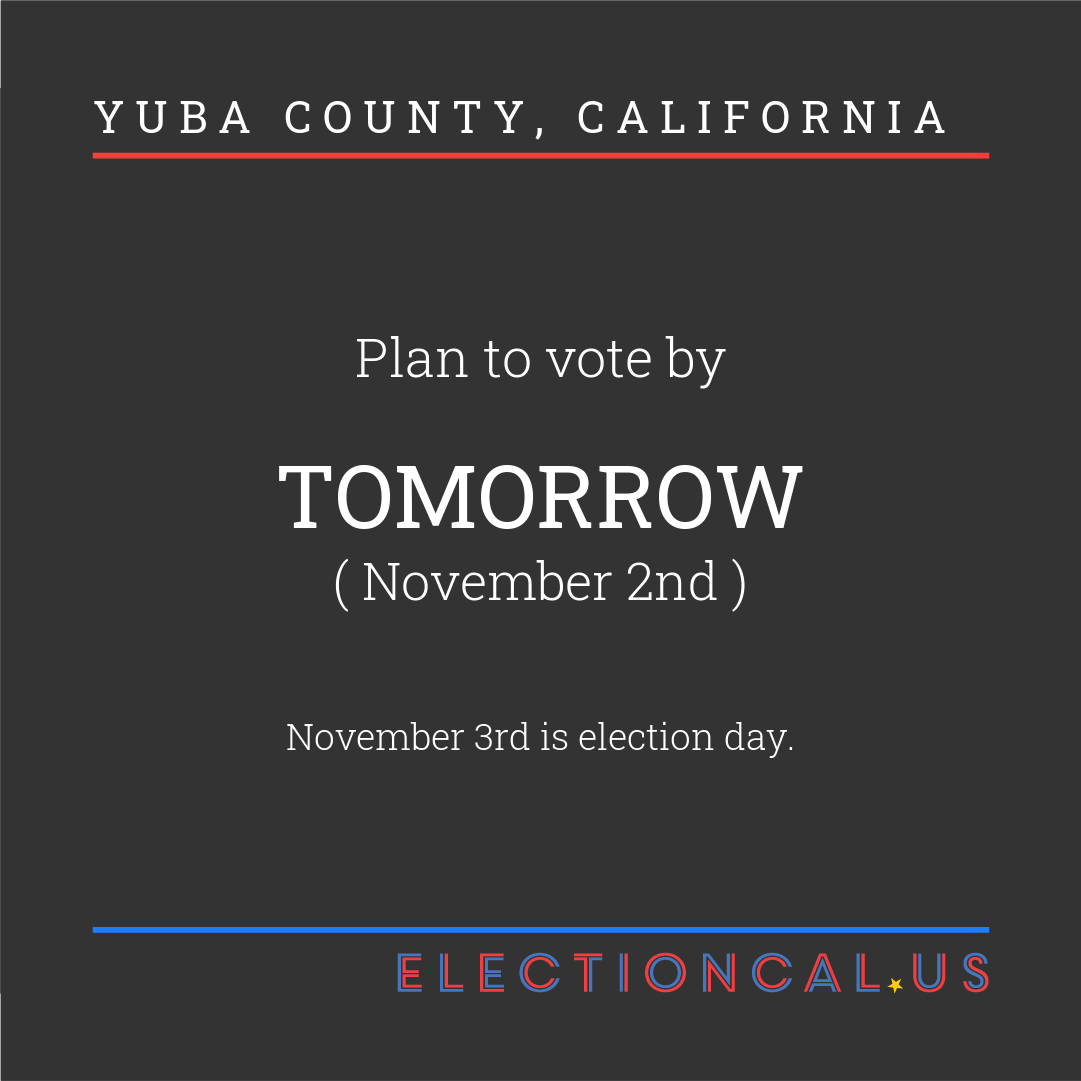 YUBA COUNTY, CALIFORNIA
Plan to vote by
TOMORROW
( November 2nd )
November 3rd is election day.
ELECTIONCAL.US